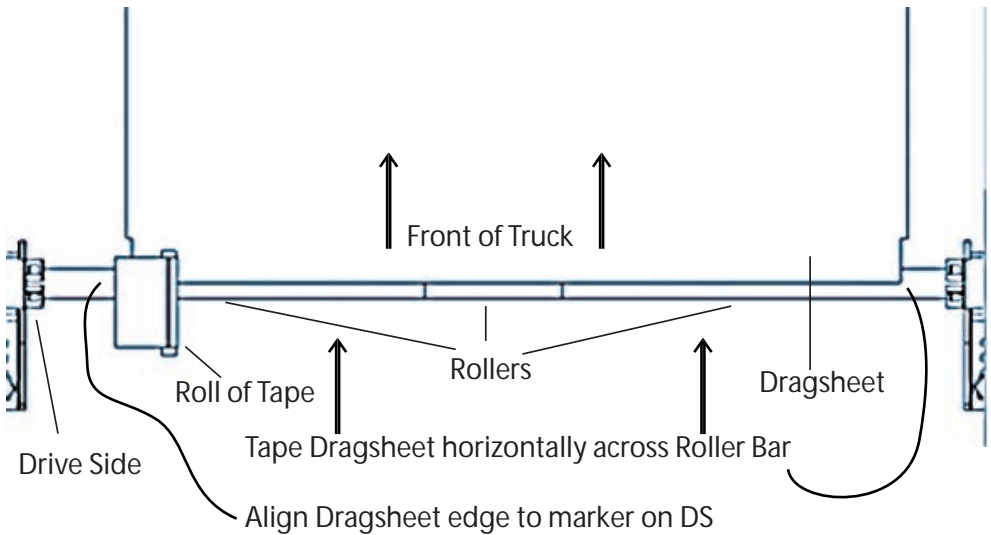 Front of Truck
Rollers
Dragsheet
Roll of Tape
Tape Dragsheet horizontally across Roller Bar
Drive Side
Align Dragsheet edge to marker on DS